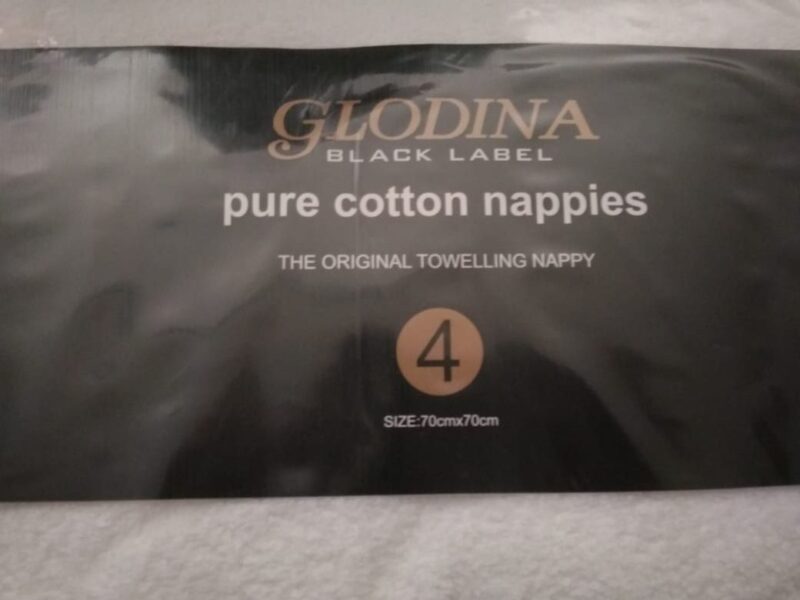 GLODINA
BLACK LABEL
pure cotton nappies
THE ORIGINAL TOWELLING NAPPY
4
SIZE:70cmx70cm